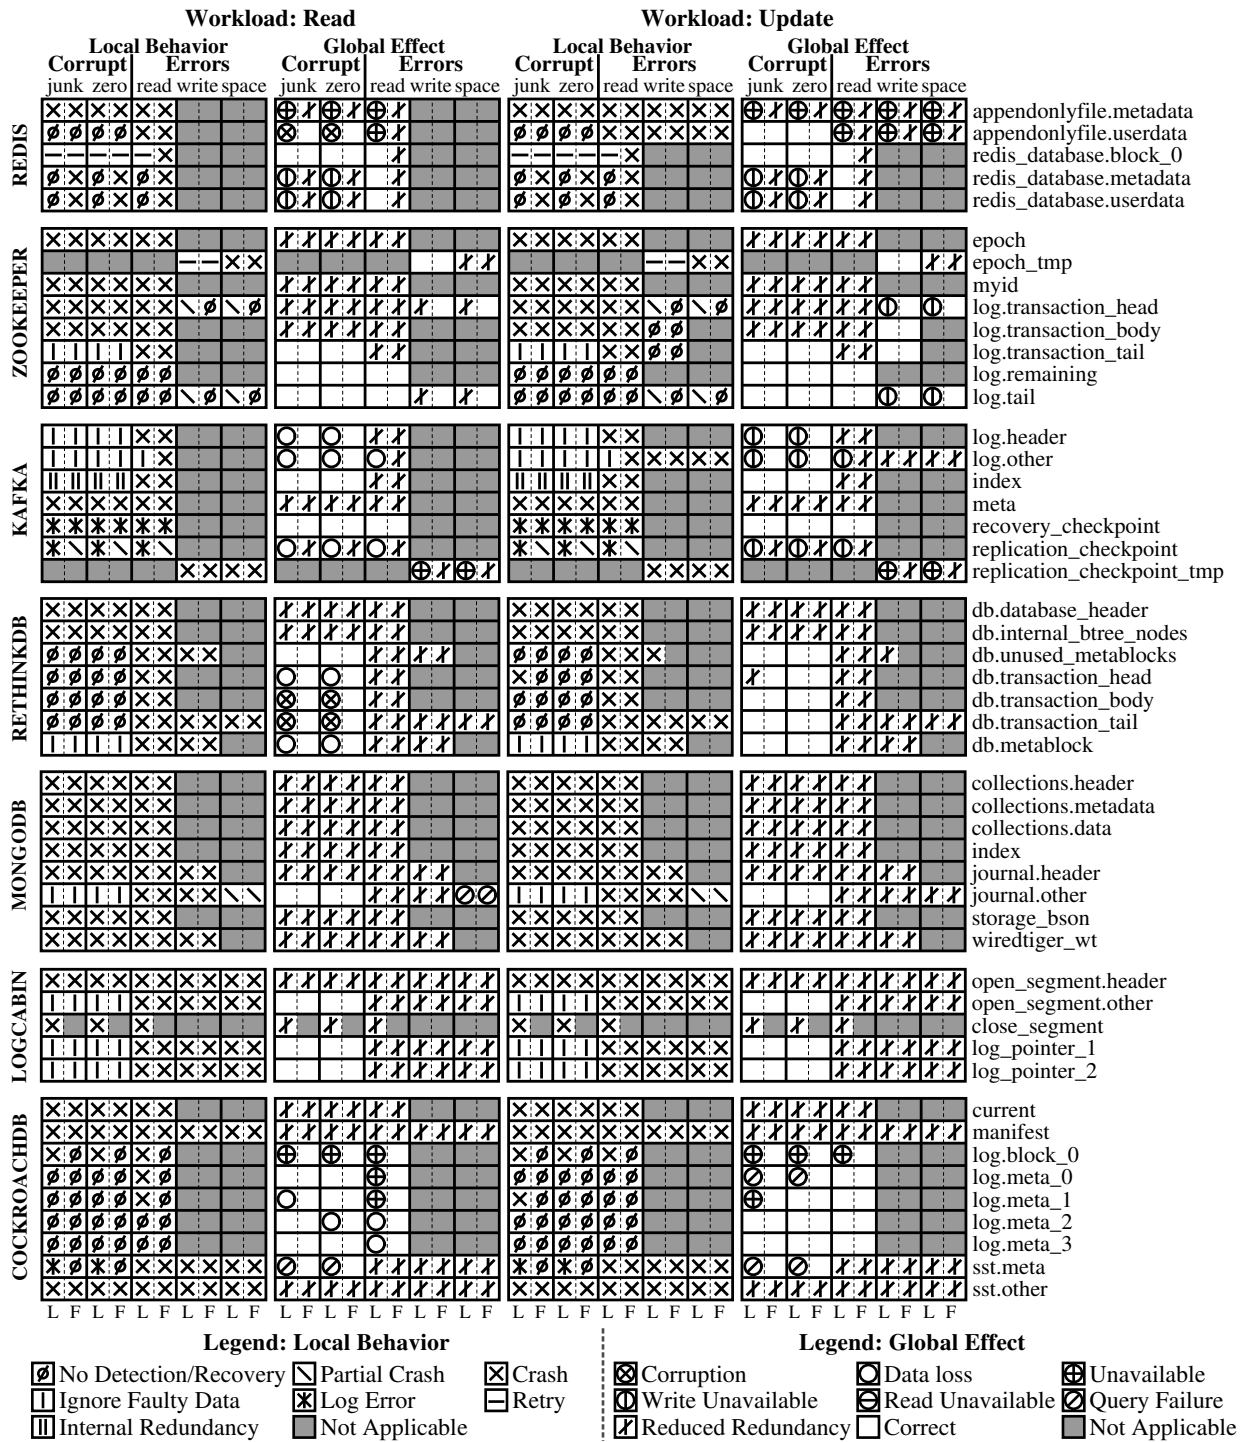 Workload: Read Workload: Update
Local Behavior Global Effect Local Behavior Global Effect
Corrupt Errors Corrupt Errors Corrupt Errors Corrupt Errors
junk zero read write space junk zero read write space junk zero read write space junk zero read write space
REDIS
appendonlyfile.metadata
appendonlyfile.userdata
redis_database.block_0
redis_database.metadata
redis_database.userdata
ZOOKEEPER
epoch
epoch_tmp
myid
log.transaction_head
log.transaction_body
log.transaction_tail
log.remaining
log.tail
KAFKA
log.header
log.other
index
meta
recovery_checkpoint
replication_checkpoint
replication_checkpoint_tmp
RETHINKDB
db.database_header
db.internal_btree_nodes
db.unused_metablocks
db.transaction_head
db.transaction_body
db.transaction_tail
db.metablock
MONGODB
collections.header
collections.metadata
collections.data
index
journal.header
journal.other
storage_bson
wiredtiger_wt
LOGCABIN
open_segment.header
open_segment.other
close_segment
log_pointer_1
log_pointer_2
COCKROACHDB
current
manifest
log.block_0
log.meta_0
log.meta_1
log.meta_2
log.meta_3
sst.meta
sst.other
L F L F L F L F L F L F L F L F L F L F L F L F L F L F L F L F L F L F L F L F
Legend: Local Behavior Legend: Global Effect
No Detection/Recovery Partial Crash Crash Corruption Data loss Unavailable
Ignore Faulty Data Log Error Retry Write Unavailable Read Unavailable Query Failure
Internal Redundancy Not Applicable Reduced Redundancy Correct Not Applicable